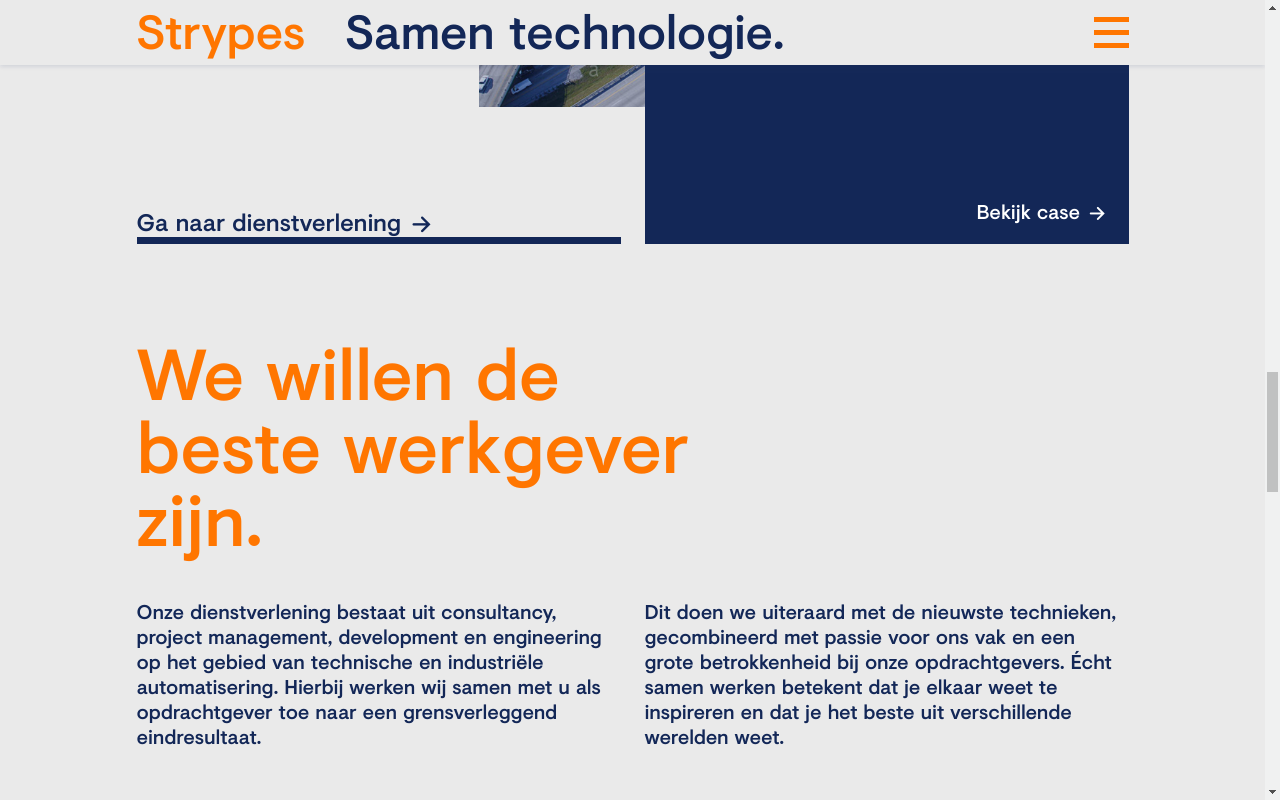 Strypes Samen technologie.
Ga naar dienstverlening →
Bekijk case →
We willen de
beste werkgever
zijn.
Onze dienstverlening bestaat uit consultancy,
project management, development en engineering
op het gebied van technische en industriële
automatisering. Hierbij werken wij samen met u als
opdrachtgever toe naar een grensverleggend
eindresultaat.
Dit doen we uiteraard met de nieuwste technieken,
gecombineerd met passie voor ons vak en een
grote betrokkenheid bij onze opdrachtgevers. Écht
samen werken betekent dat je elkaar weet te
inspireren en dat je het beste uit verschillende
werelden weet.